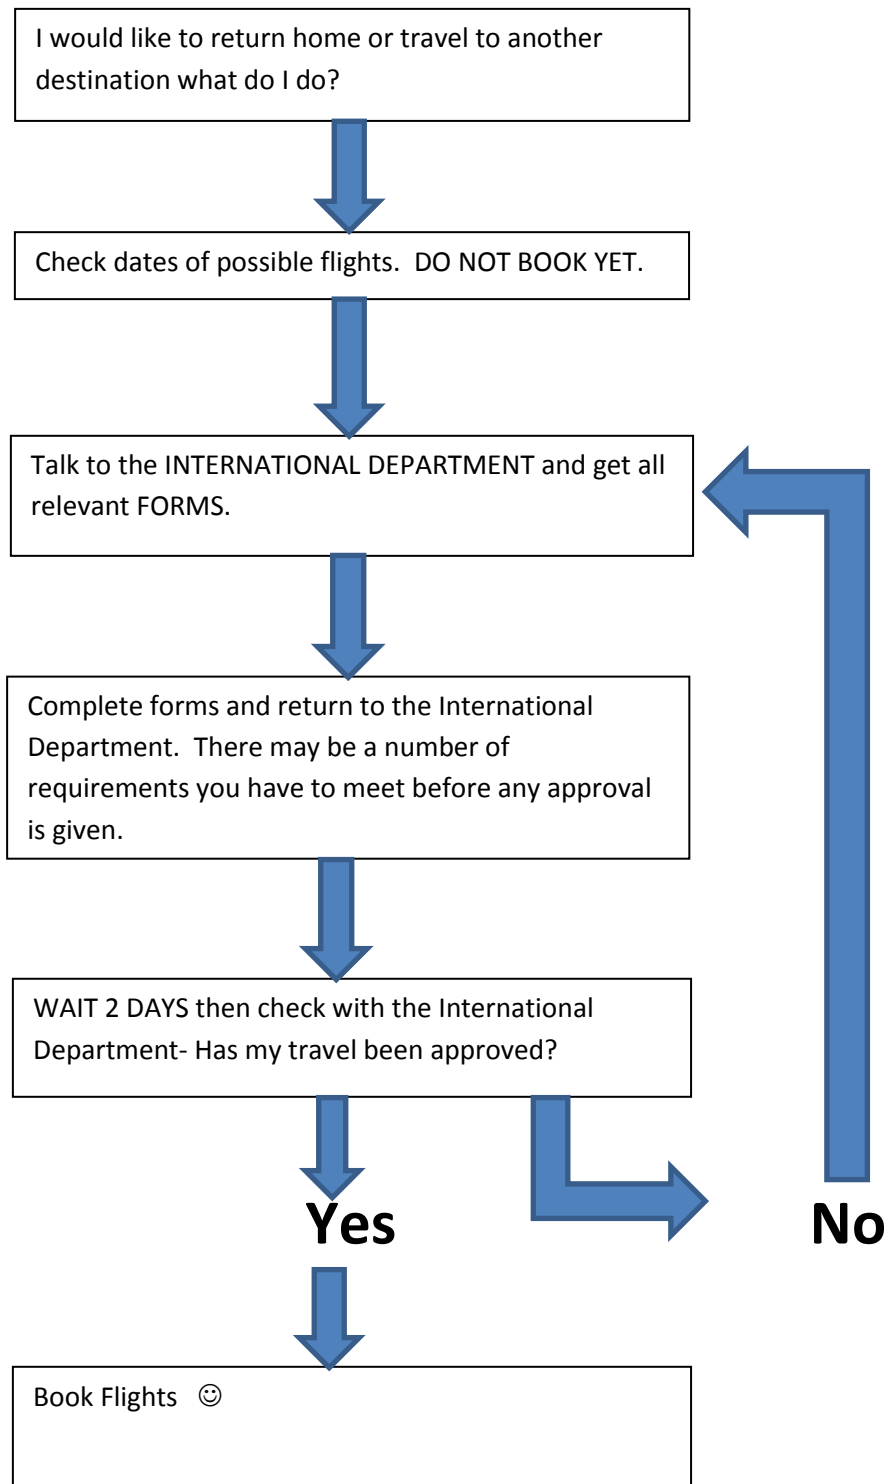 I would like to return home or travel to another
destination what do I do?
Check dates of possible flights.  DO NOT BOOK YET.
Talk to the INTERNATIONAL DEPARTMENT and get all
relevant FORMS.
Complete forms and return to the International
Department.  There may be a number of
requirements you have to meet before any approval
is given.
WAIT 2 DAYS then check with the International
Department- Has my travel been approved?
Yes
No
Book Flights ☺